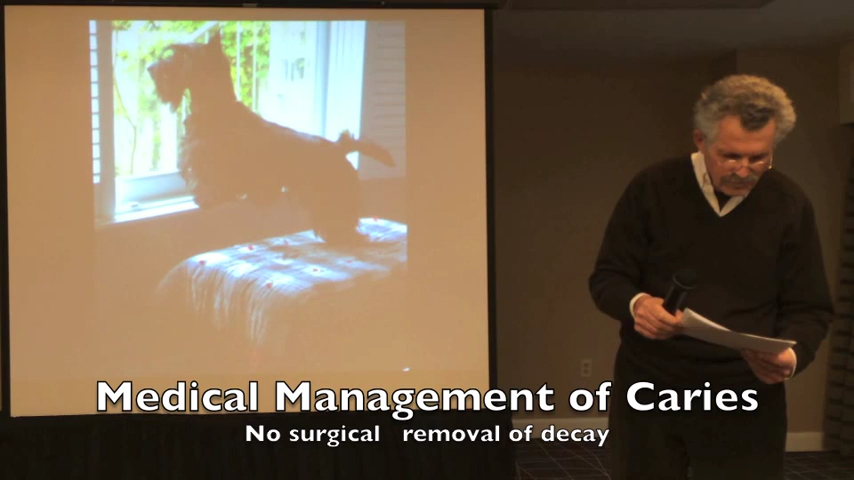 Medical Management of Caries
No surgical removal of decay